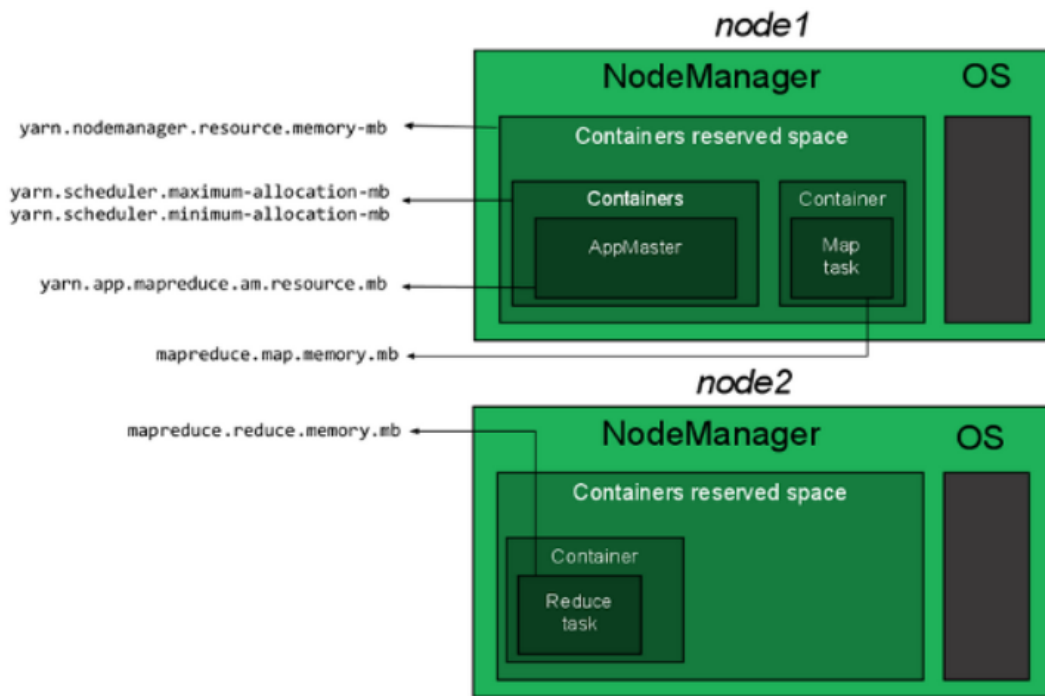 node1
NodeManager
OS
yarn.nodemanager.resource.memory-mb
Containers reserved space
yarn.scheduler.maximum-allocation-mb
yarn.scheduler.minimum-allocation-mb
Containers
Container
AppMaster
Map
task
yarn.app.mapreduce.am.resource.mb
mapreduce.map.memory.mb
node2
mapreduce.reduce.memory.mb
NodeManager
OS
Containers reserved space
Container
Reduce
task